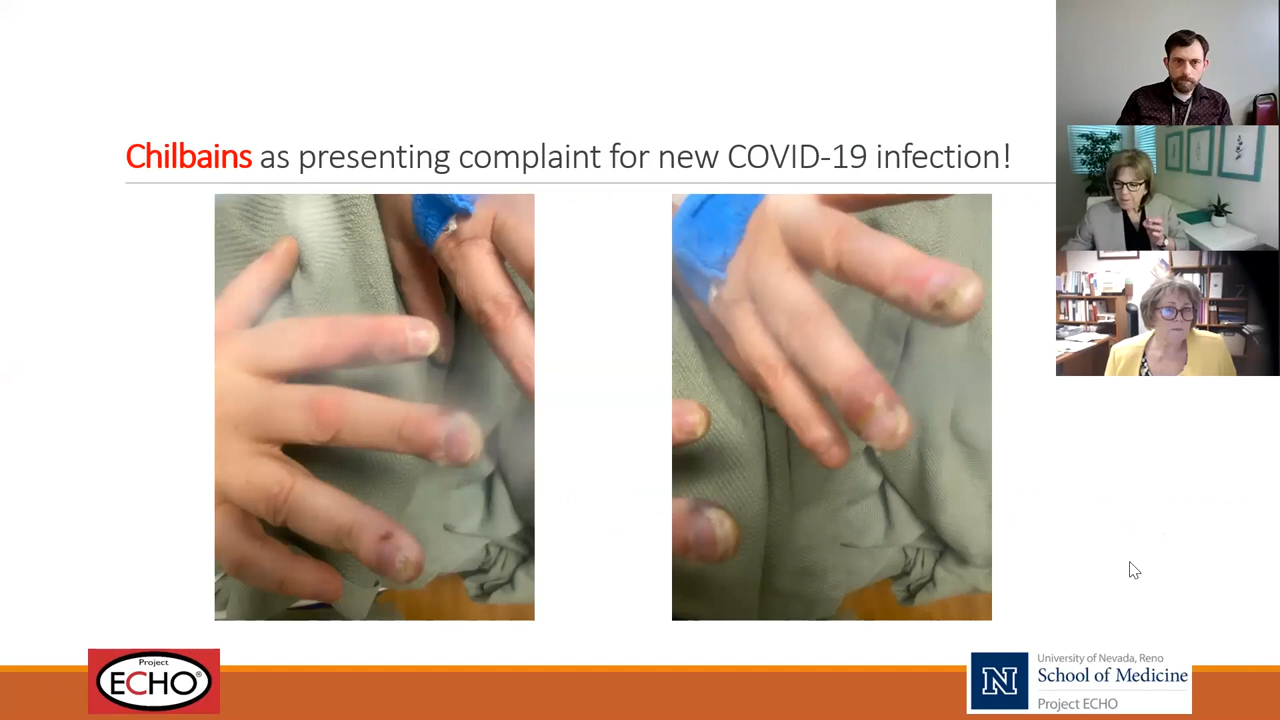 Chilbains as presenting complaint for new COVID-19 infection!
Project
ECHO®
N
University of Nevada, Reno
School of Medicine
Project ECHO